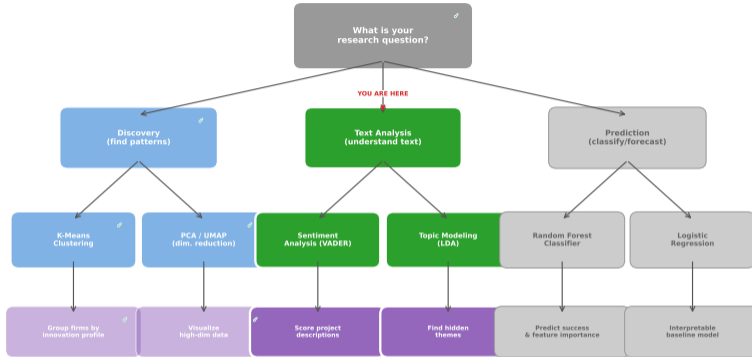 What is your
research question?
YOU ARE HERE
Discovery
(find patterns)
Text Analysis
(understand text)
Prediction
(classify/forecast)
K-Means
Clustering
PCA / UMAP
(dim. reduction)
Sentiment
Analysis (VADER)
Topic Modeling
(LDA)
Random Forest
Classifier
Logistic
Regression
Group firms by
innovation profile
Visualize
high-dim data
Score project
descriptions
Find hidden
themes
Predict success
& feature importance
Interpretable
baseline model